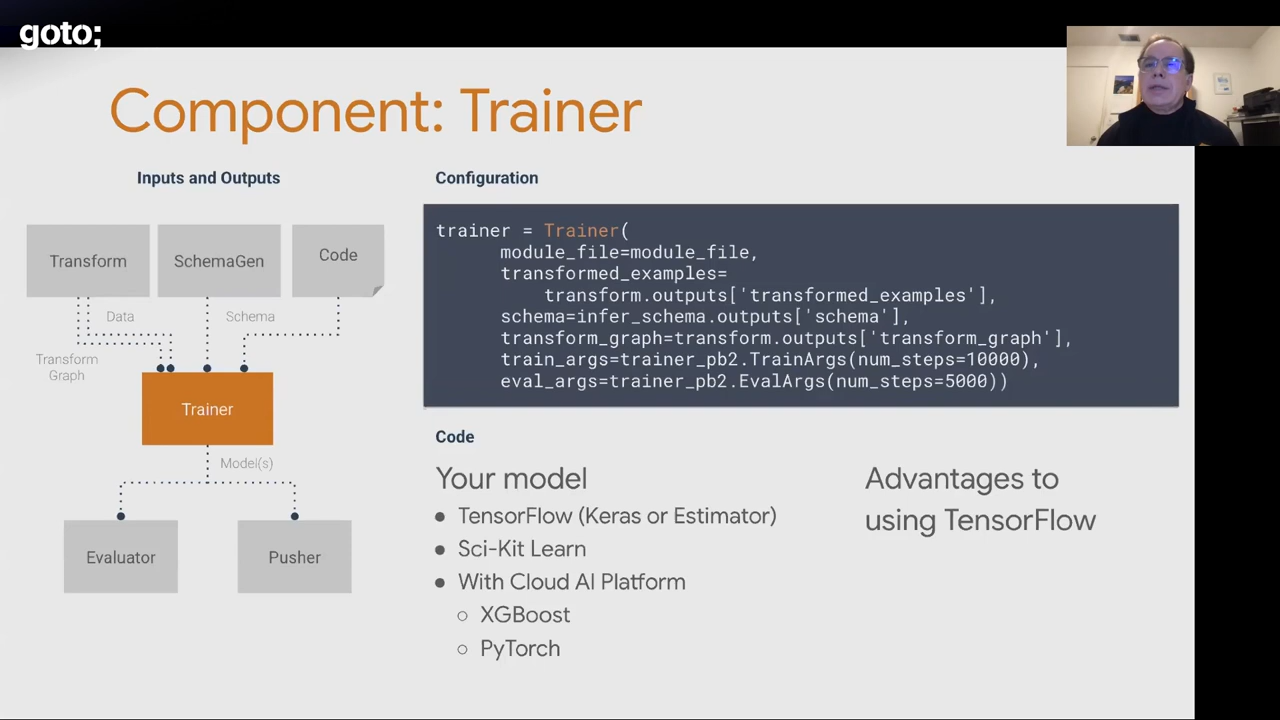 goto;
Component: Trainer
Inputs and Outputs
Transform
SchemaGen
Code
Data
Schema
Transform
Graph
Trainer
Model(s)
Evaluator
Pusher
Configuration
trainer = Trainer(
module_file=module_file,
transformed_examples=
transform.outputs['transformed_examples'],
schema=infer_schema.outputs['schema'],
transform_graph=transform.outputs['transform_graph'],
train_args=trainer_pb2.TrainArgs(num_steps=10000),
eval_args=trainer_pb2.EvalArgs(num_steps=5000))
Code
Your model
● TensorFlow (Keras or Estimator)
● Sci-Kit Learn
● With Cloud AI Platform
○ XGBoost
○ PyTorch
Advantages to
using TensorFlow